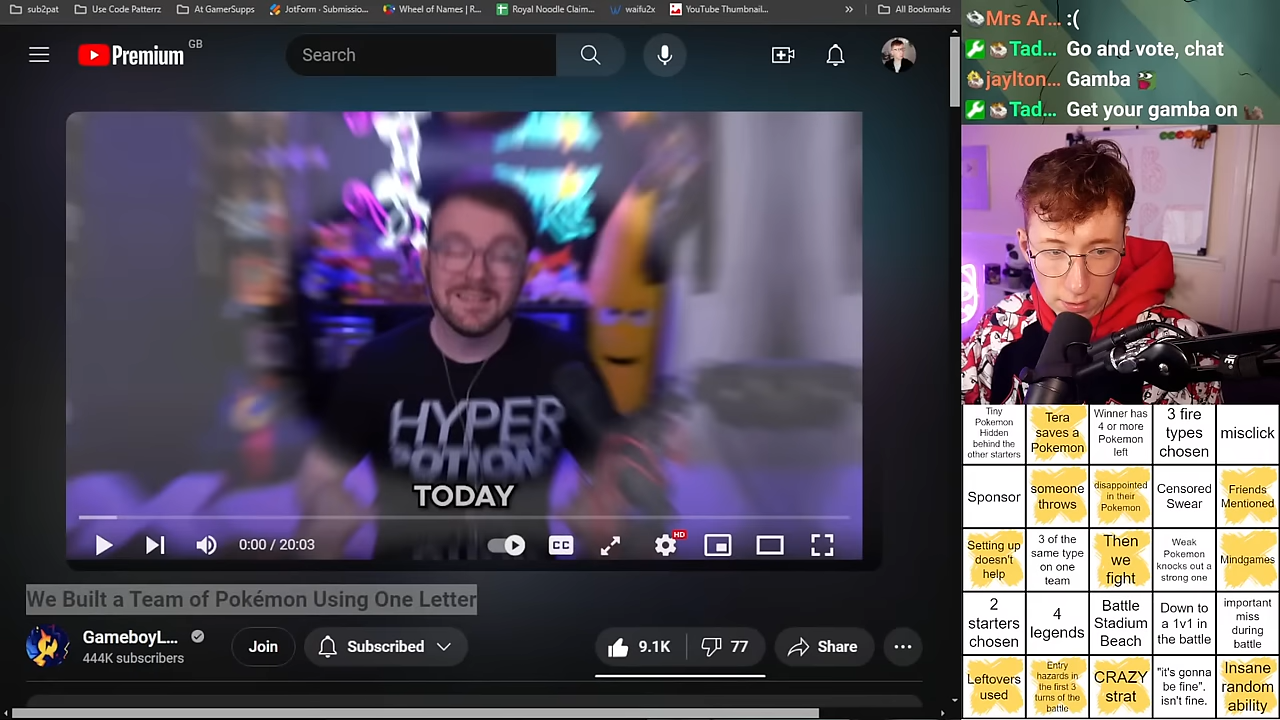 sub2pat
Use Code Patterrz
At GamerSupps
JotForm · Submissio...
Wheel of Names | R...
Royal Noodle Claim...
waifu2x
YouTube Thumbnail...
»
All Bookmarks
Premium
GB
Search
HYPER
POTION
TODAY
0:00 / 20:03
CC
HD
We Built a Team of Pokémon Using One Letter
GameboyL...
444K subscribers
Join
Subscribed
9.1K
77
Share
Mrs Ar... :(
Tad... Go and vote, chat
jaylton... Gamba
Tad... Get your gamba on
Tiny
Pokemon
Hidden
behind the
other starters
Tera
saves a
Pokemon
Winner has
4 or more
Pokemon
left
3 fire
types
chosen
misclick
Sponsor
someone
throws
disappointed
in their
Pokemon
Censored
Swear
Friends
Mentioned
Setting up
doesn't
help
3 of the
same type
on one
team
Then
we
fight
Weak
Pokemon
knocks out a
strong one
Mindgames
2
starters
chosen
4
legends
Battle
Stadium
Beach
Down to
a 1v1 in
the battle
important
miss
during
battle
Leftovers
used
Entry
hazards in
the first 3
turns of the
battle
CRAZY
strat
"it's gonna
be fine".
isn't fine.
Insane
random
ability